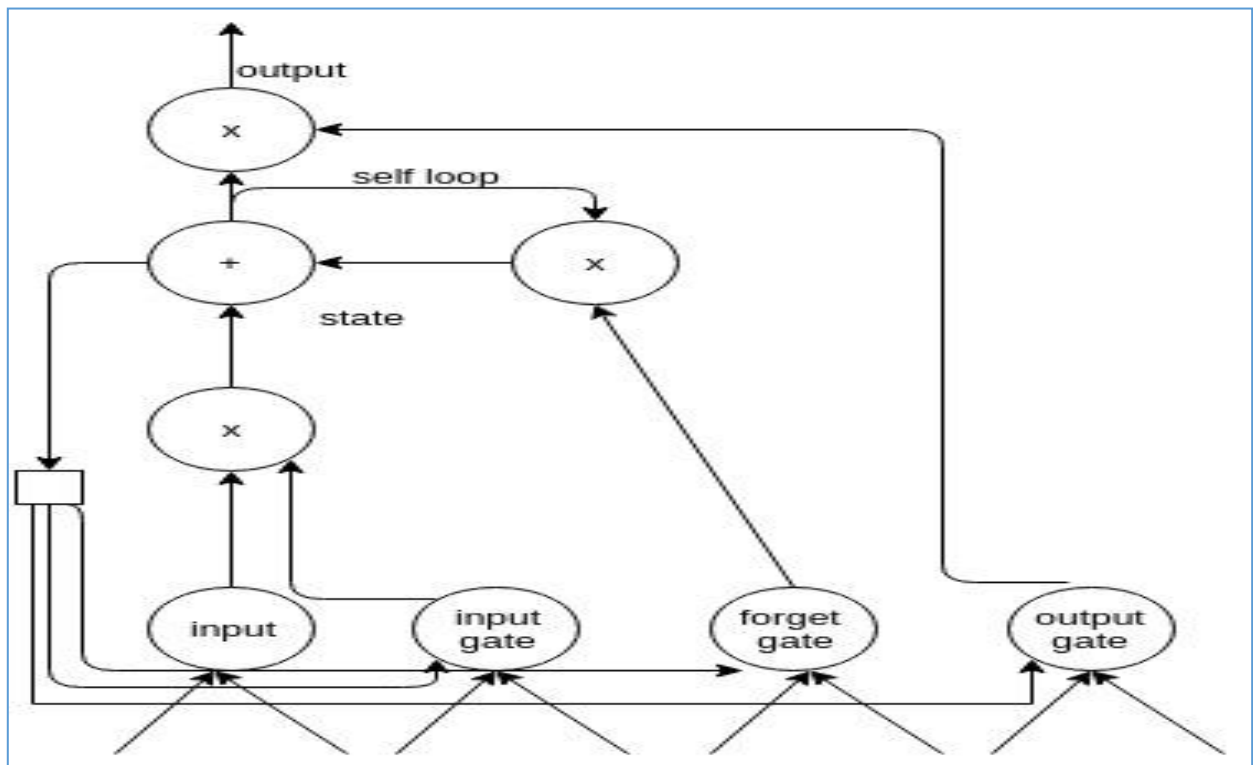 output
x
self loop
+
x
state
x
input
input
gate
forget
gate
output
gate